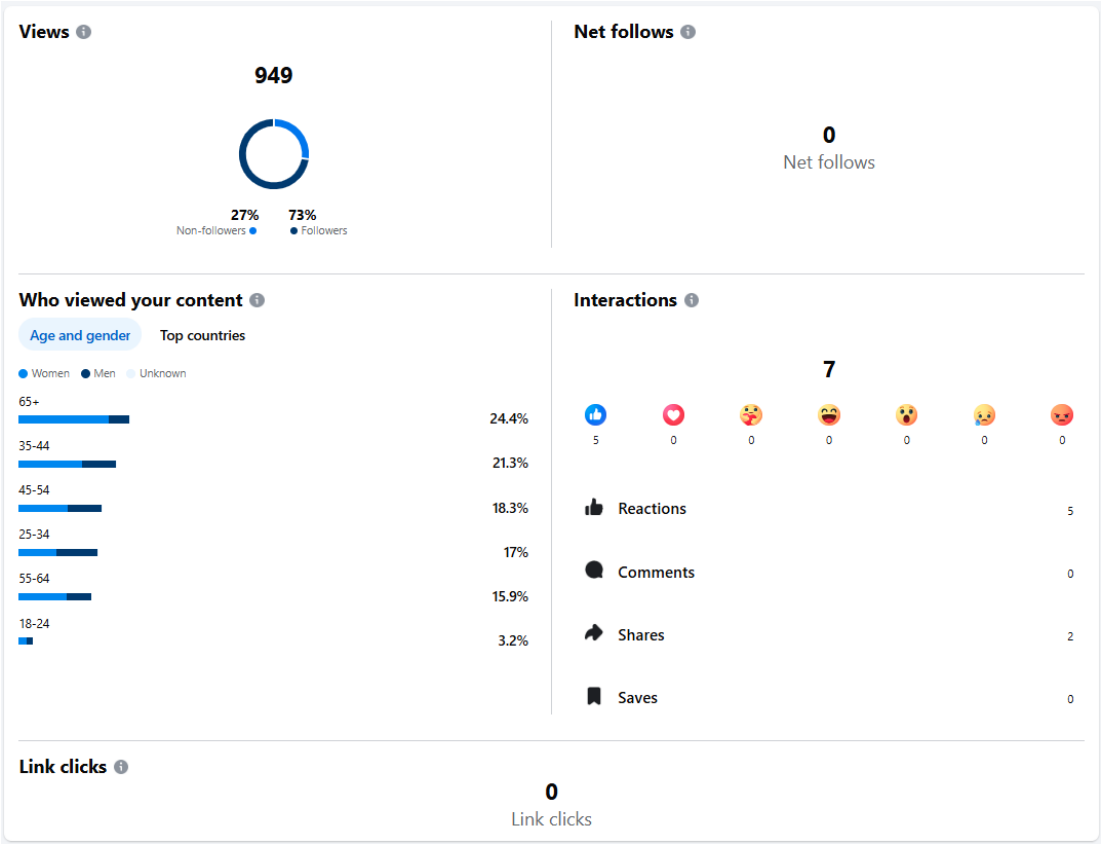 Views
949
27% 73%
Non-followers Followers
Net follows
0
Net follows
Who viewed your content
Age and gender Top countries
Women Men Unknown
65+
24.4%
35-44
21.3%
45-54
18.3%
25-34
17%
55-64
15.9%
18-24
3.2%
Interactions
7
5 0 0 0 0 0 0
Reactions 5
Comments 0
Shares 2
Saves 0
Link clicks
0
Link clicks